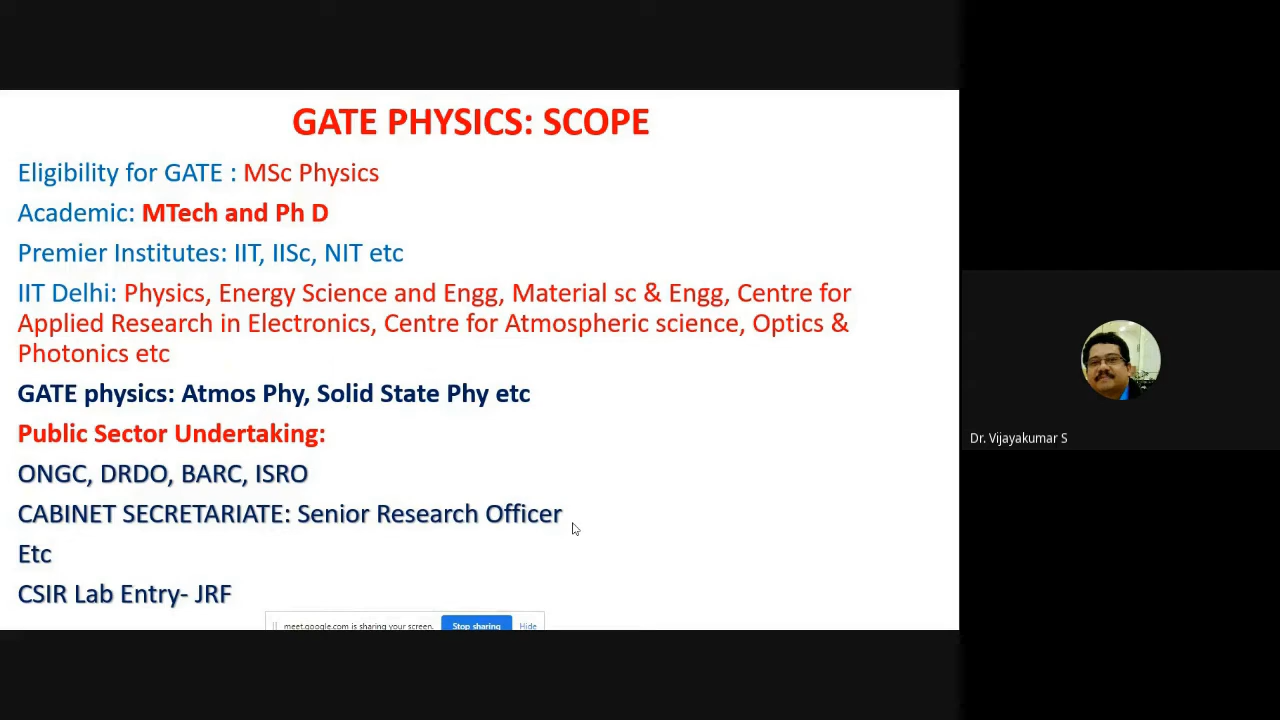 GATE PHYSICS: SCOPE
Eligibility for GATE : MSc Physics
Academic: MTech and Ph D
Premier Institutes: IIT, IISc, NIT etc
IIT Delhi: Physics, Energy Science and Engg, Material sc & Engg, Centre for
Applied Research in Electronics, Centre for Atmospheric science, Optics &
Photonics etc
GATE physics: Atmos Phy, Solid State Phy etc
Public Sector Undertaking:
ONGC, DRDO, BARC, ISRO
CABINET SECRETARIATE: Senior Research Officer
Etc
CSIR Lab Entry- JRF
meet.google.com is sharing your screen. Stop sharing Hide
Dr. Vijayakumar S